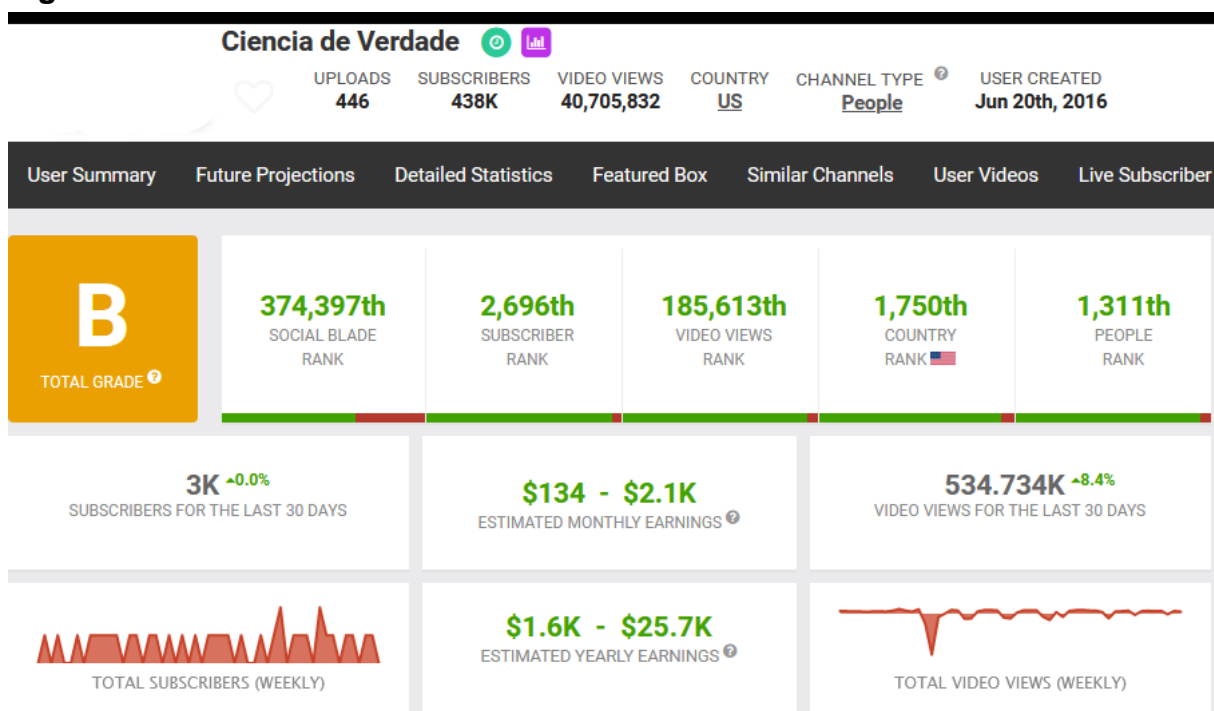 Ciencia de Verdade
UPLOADS SUBSCRIBERS VIDEO VIEWS COUNTRY CHANNEL TYPE ? USER CREATED
446 438K 40,705,832 US People Jun 20th, 2016
User Summary Future Projections Detailed Statistics Featured Box Similar Channels User Videos Live Subscriber
B
TOTAL GRADE ?
374,397th
SOCIAL BLADE
RANK
2,696th
SUBSCRIBER
RANK
185,613th
VIDEO VIEWS
RANK
1,750th
COUNTRY
RANK
1,311th
PEOPLE
RANK
3K 0.0%
SUBSCRIBERS FOR THE LAST 30 DAYS
$134 - $2.1K
ESTIMATED MONTHLY EARNINGS ?
534.734K 8.4%
VIDEO VIEWS FOR THE LAST 30 DAYS
TOTAL SUBSCRIBERS (WEEKLY)
$1.6K - $25.7K
ESTIMATED YEARLY EARNINGS ?
TOTAL VIDEO VIEWS (WEEKLY)